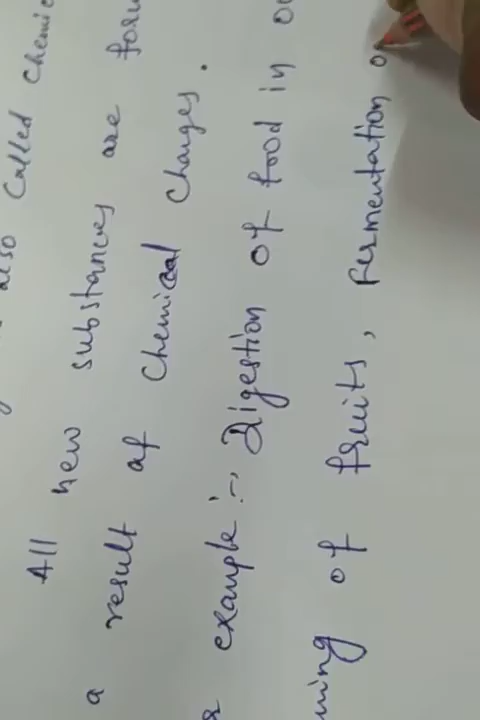 also called chemic
All new substances are form
a result of chemical changes.
example :- Digestion of food in ou
ning of fruits, fermentation o